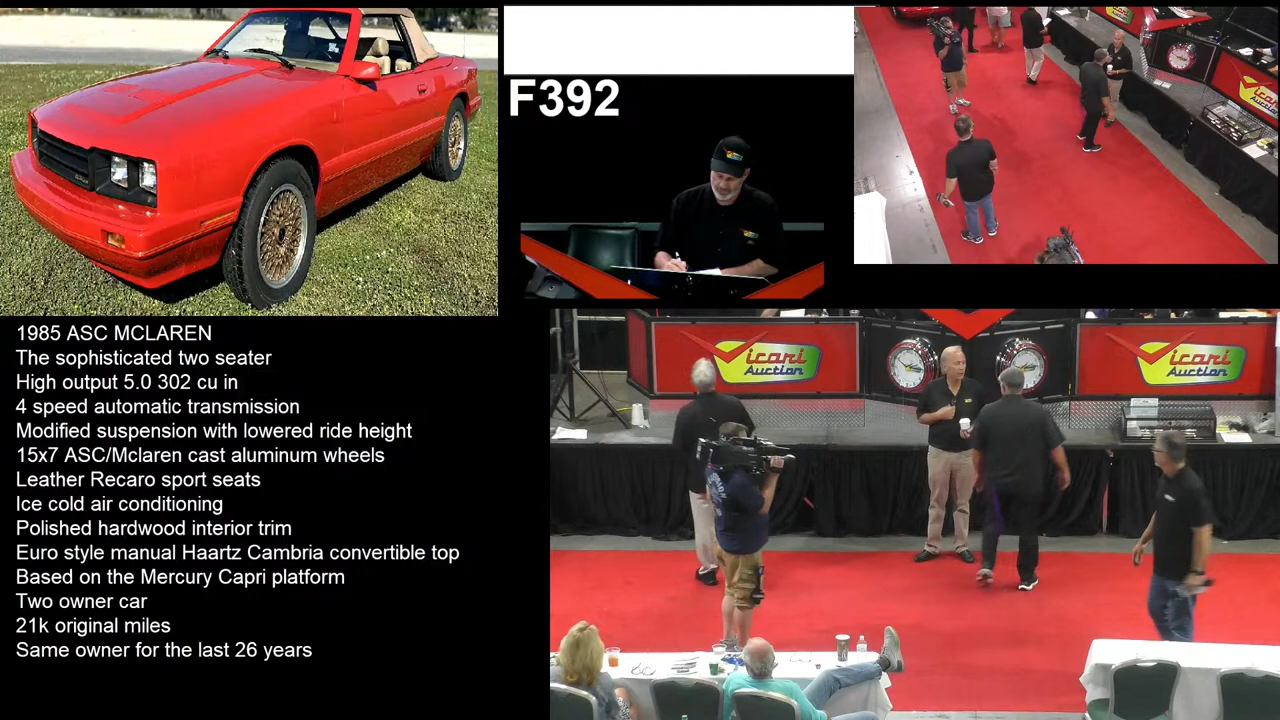 F392
1985 ASC MCLAREN
The sophisticated two seater
High output 5.0 302 cu in
4 speed automatic transmission
Modified suspension with lowered ride height
15x7 ASC/Mclaren cast aluminum wheels
Leather Recaro sport seats
Ice cold air conditioning
Polished hardwood interior trim
Euro style manual Haartz Cambria convertible top
Based on the Mercury Capri platform
Two owner car
21k original miles
Same owner for the last 26 years
Vicari
Auction
Vicari
Auction
Vicari